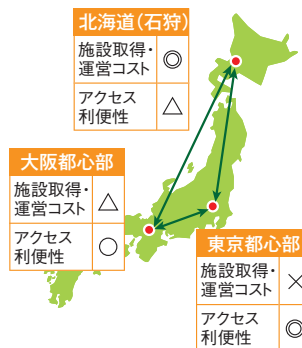 北海道（石狩）
施設取得・
運営コスト
◎
アクセス
利便性
△
大阪都心部
施設取得・
運営コスト
△
アクセス
利便性
○
東京都心部
施設取得・
運営コスト
×
アクセス
利便性
◎